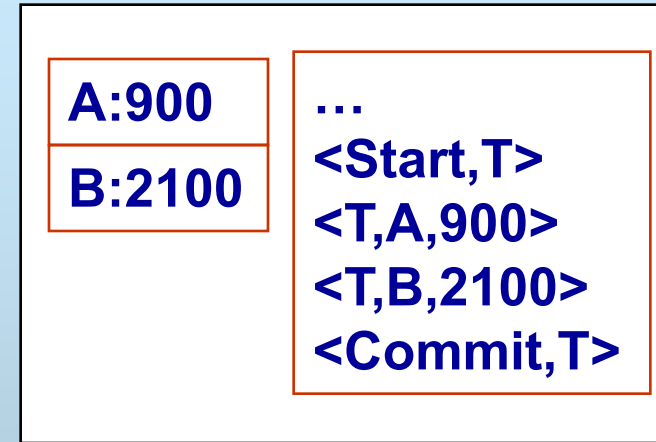 A:900
B:2100
…
<Start,T>
<T,A,900>
<T,B,2100>
<Commit,T>